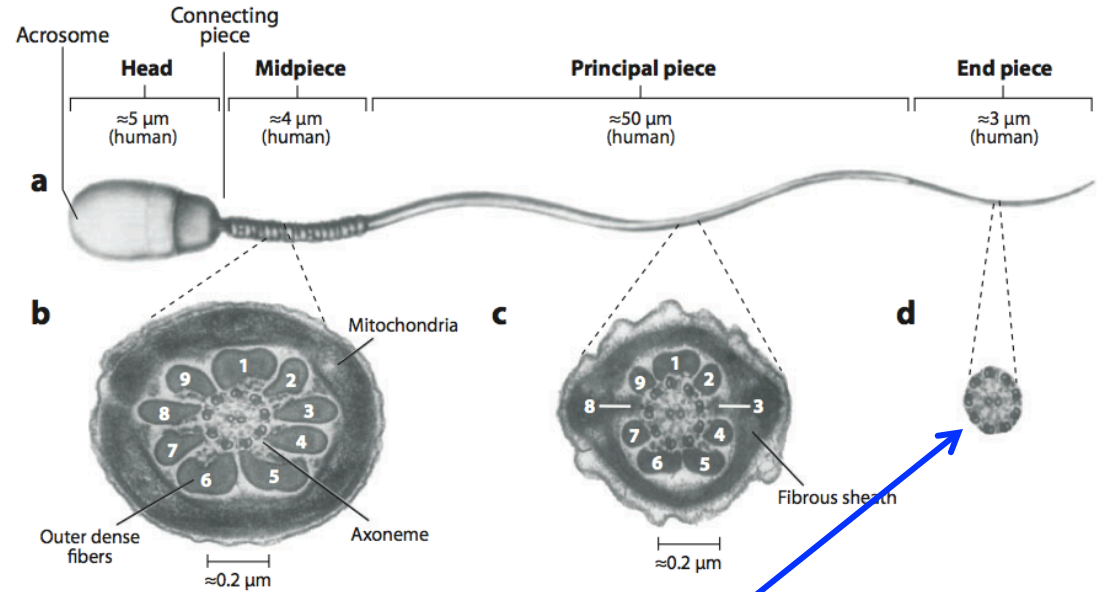 Acrosome
Connecting
piece
Head
Midpiece
Principal piece
End piece
≈5 μm
(human)
≈4 μm
(human)
≈50 μm
(human)
≈3 μm
(human)
a
b
Mitochondria
1
2
3
4
5
6
7
8
9
Outer dense
fibers
Axoneme
≈0.2 μm
c
1
2
3
4
5
6
7
8
9
Fibrous sheath
≈0.2 μm
d